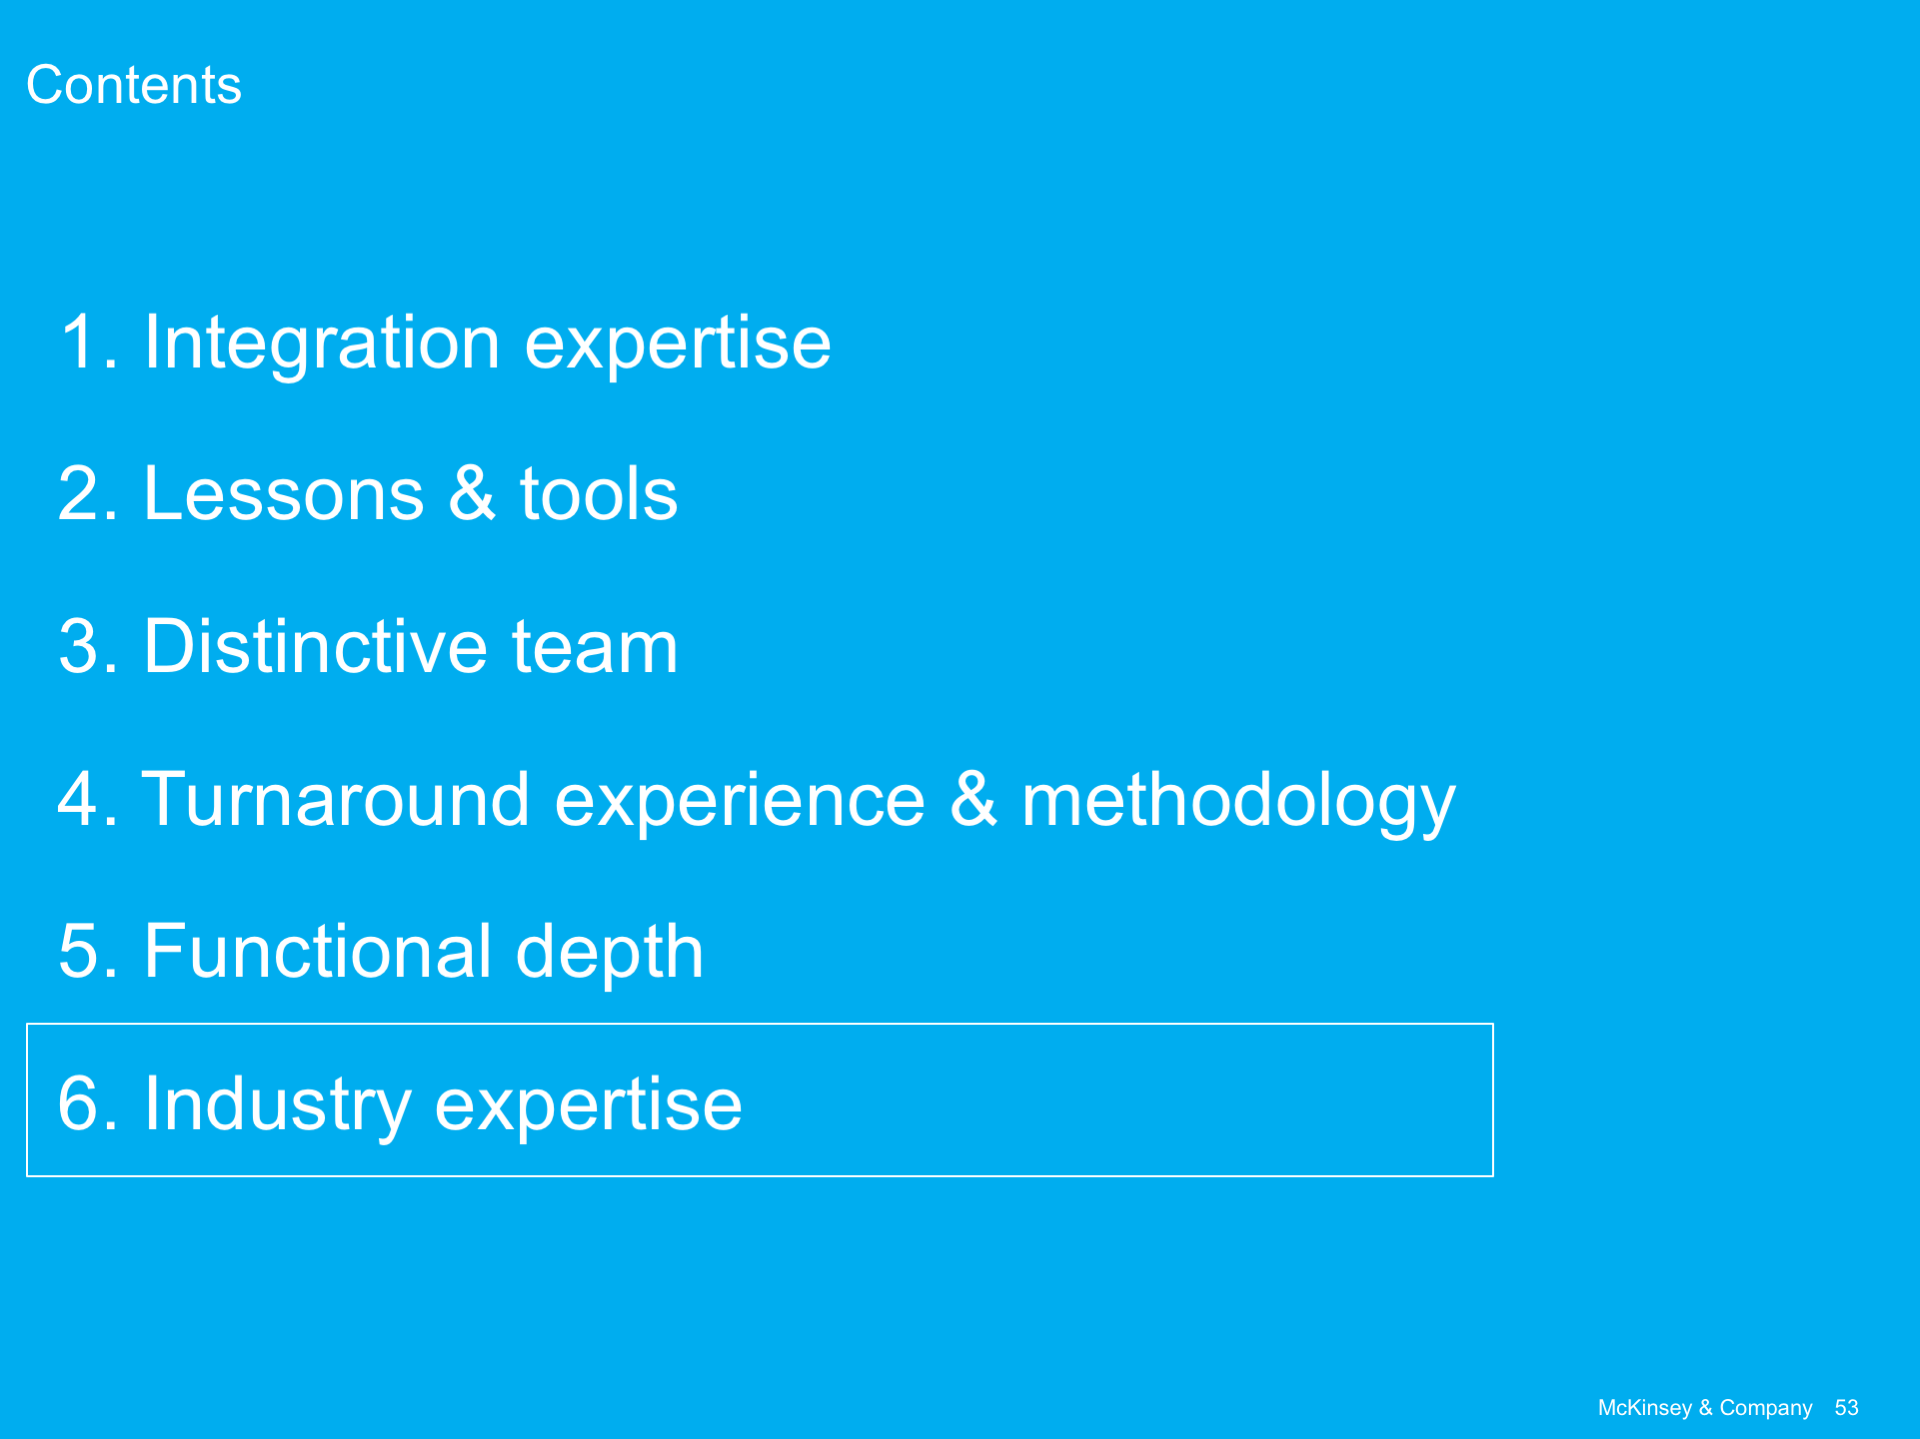 Contents
1. Integration expertise
2. Lessons & tools
3. Distinctive team
4. Turnaround experience & methodology
5. Functional depth
6. Industry expertise
McKinsey & Company 53